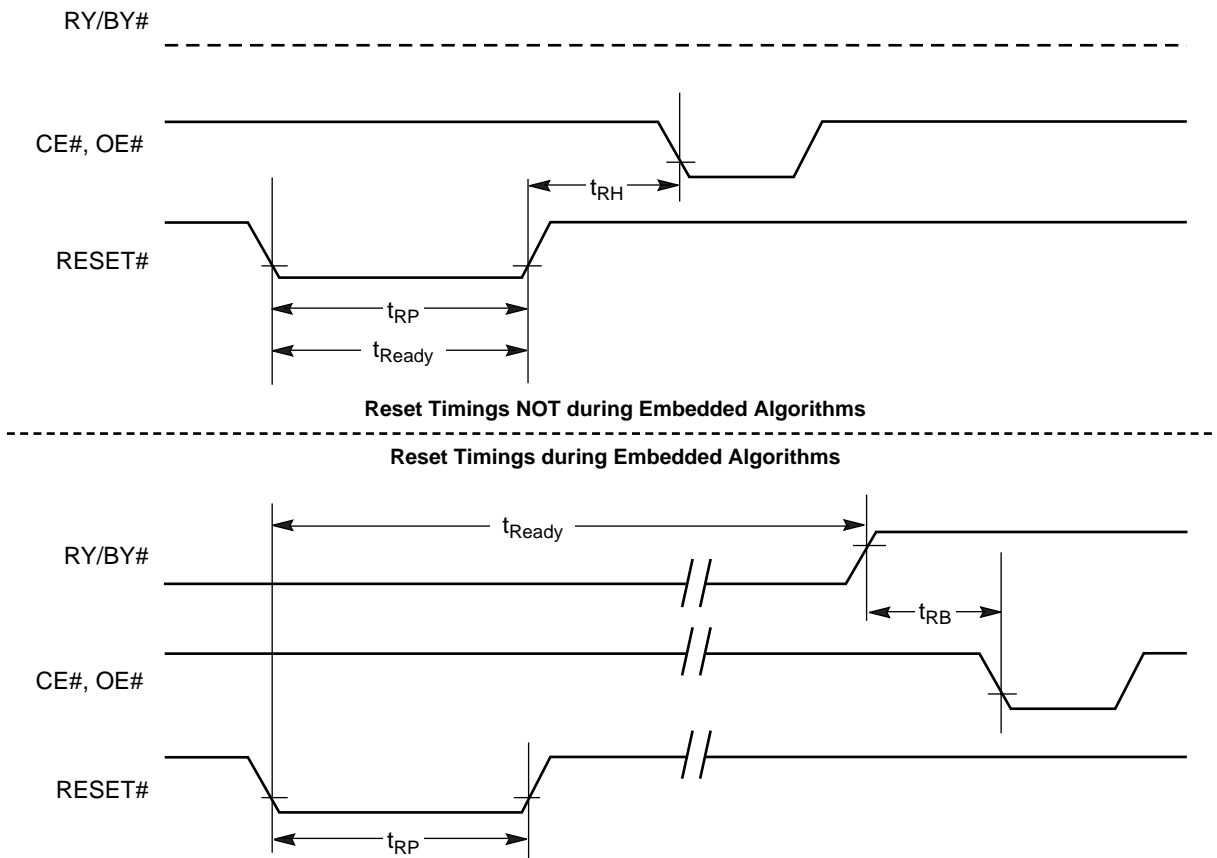 RY/BY#
CE#, OE#
tRH
RESET#
tRP
tReady
Reset Timings NOT during Embedded Algorithms
Reset Timings during Embedded Algorithms
tReady
RY/BY#
tRB
CE#, OE#
RESET#
tRP